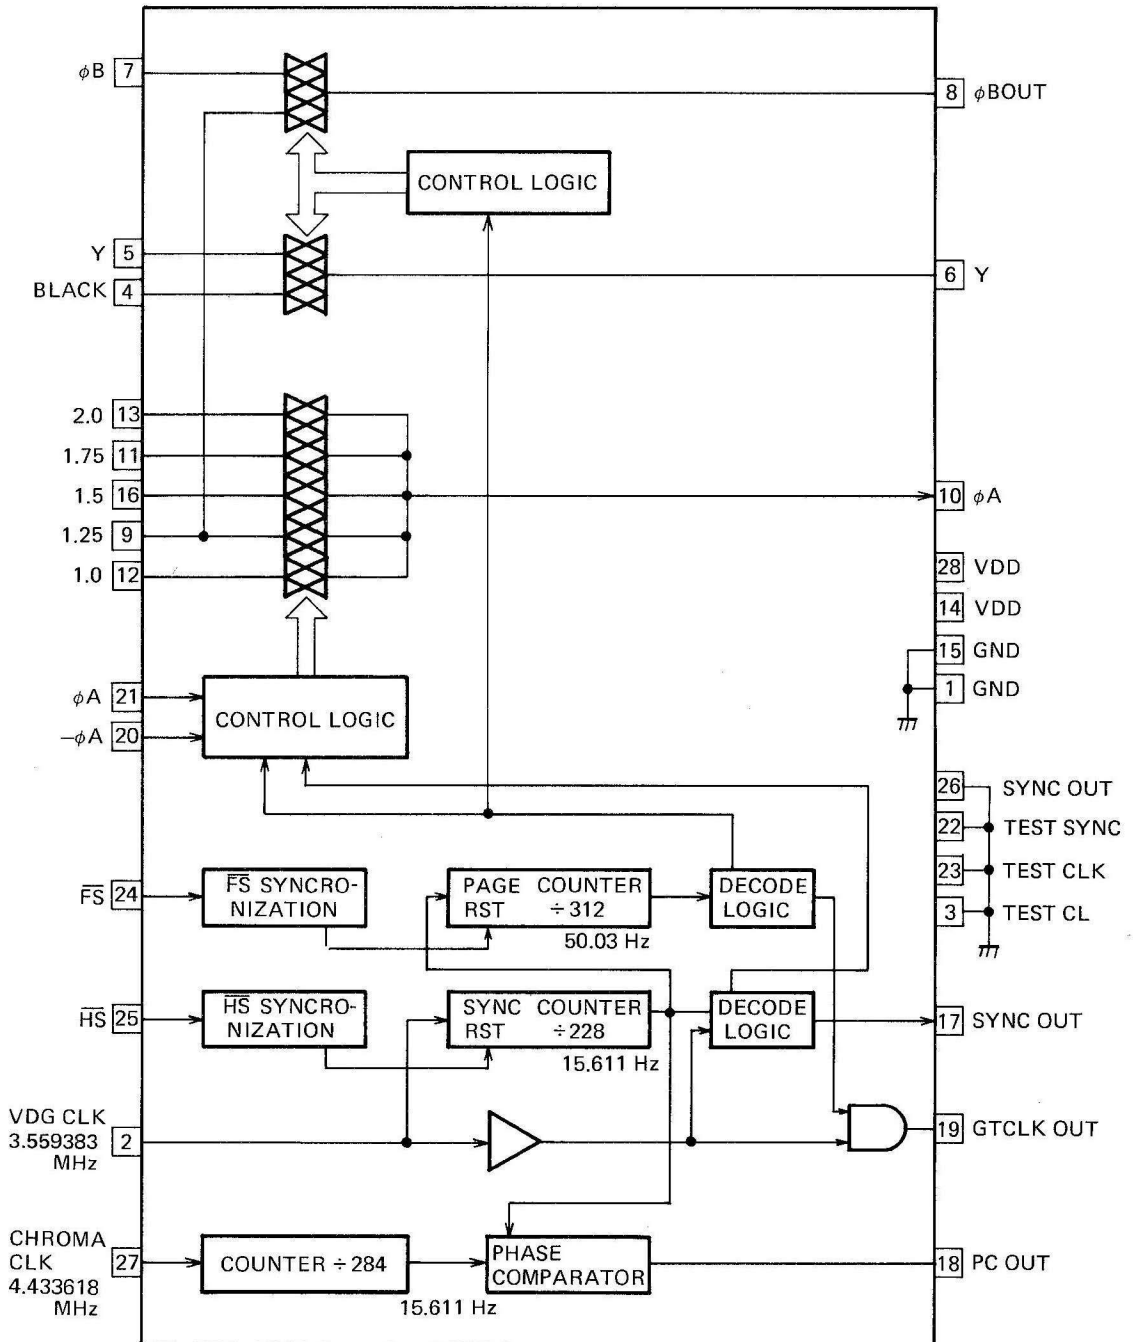 φB 7
8 φBOUT
CONTROL LOGIC
Y 5
BLACK 4
6 Y
2.0 13
1.75 11
1.5 16
1.25 9
1.0 12
10 φA
28 VDD
14 VDD
15 GND
1 GND
φA 21
–φA 20
CONTROL LOGIC
26 SYNC OUT
22 TEST SYNC
23 TEST CLK
3 TEST CL
FS 24
FS SYNCRO-
NIZATION
PAGE COUNTER
RST ÷312
50.03 Hz
DECODE
LOGIC
HS 25
HS SYNCRO-
NIZATION
SYNC COUNTER
RST ÷228
15.611 Hz
DECODE
LOGIC
17 SYNC OUT
VDG CLK
3.559383
MHz
2
19 GTCLK OUT
CHROMA
CLK
4.433618
MHz
27
COUNTER ÷284
15.611 Hz
PHASE
COMPARATOR
18 PC OUT